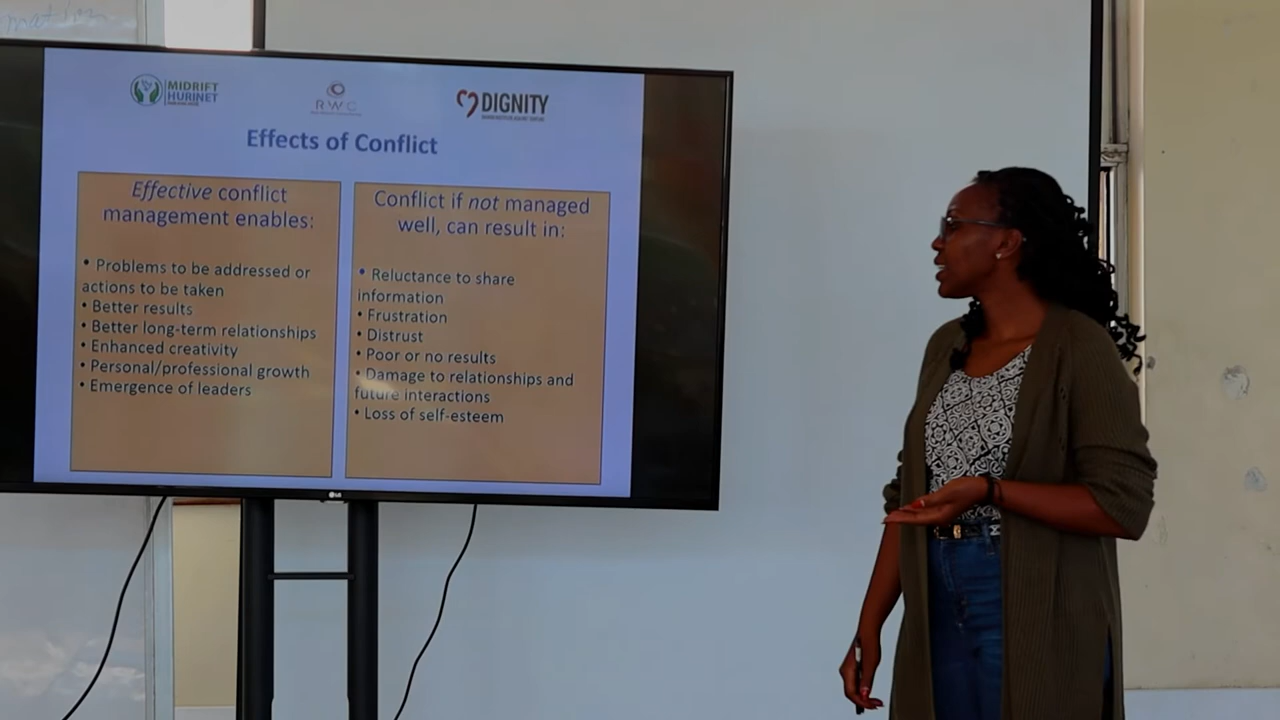 mation
MIDRIFT
HURINET
RWC
DIGNITY
Effects of Conflict
Effective conflict
management enables:
• Problems to be addressed or
actions to be taken
• Better results
• Better long-term relationships
• Enhanced creativity
• Personal/professional growth
• Emergence of leaders
Conflict if not managed
well, can result in:
• Reluctance to share
information
• Frustration
• Distrust
• Poor or no results
• Damage to relationships and
future interactions
• Loss of self-esteem
LG